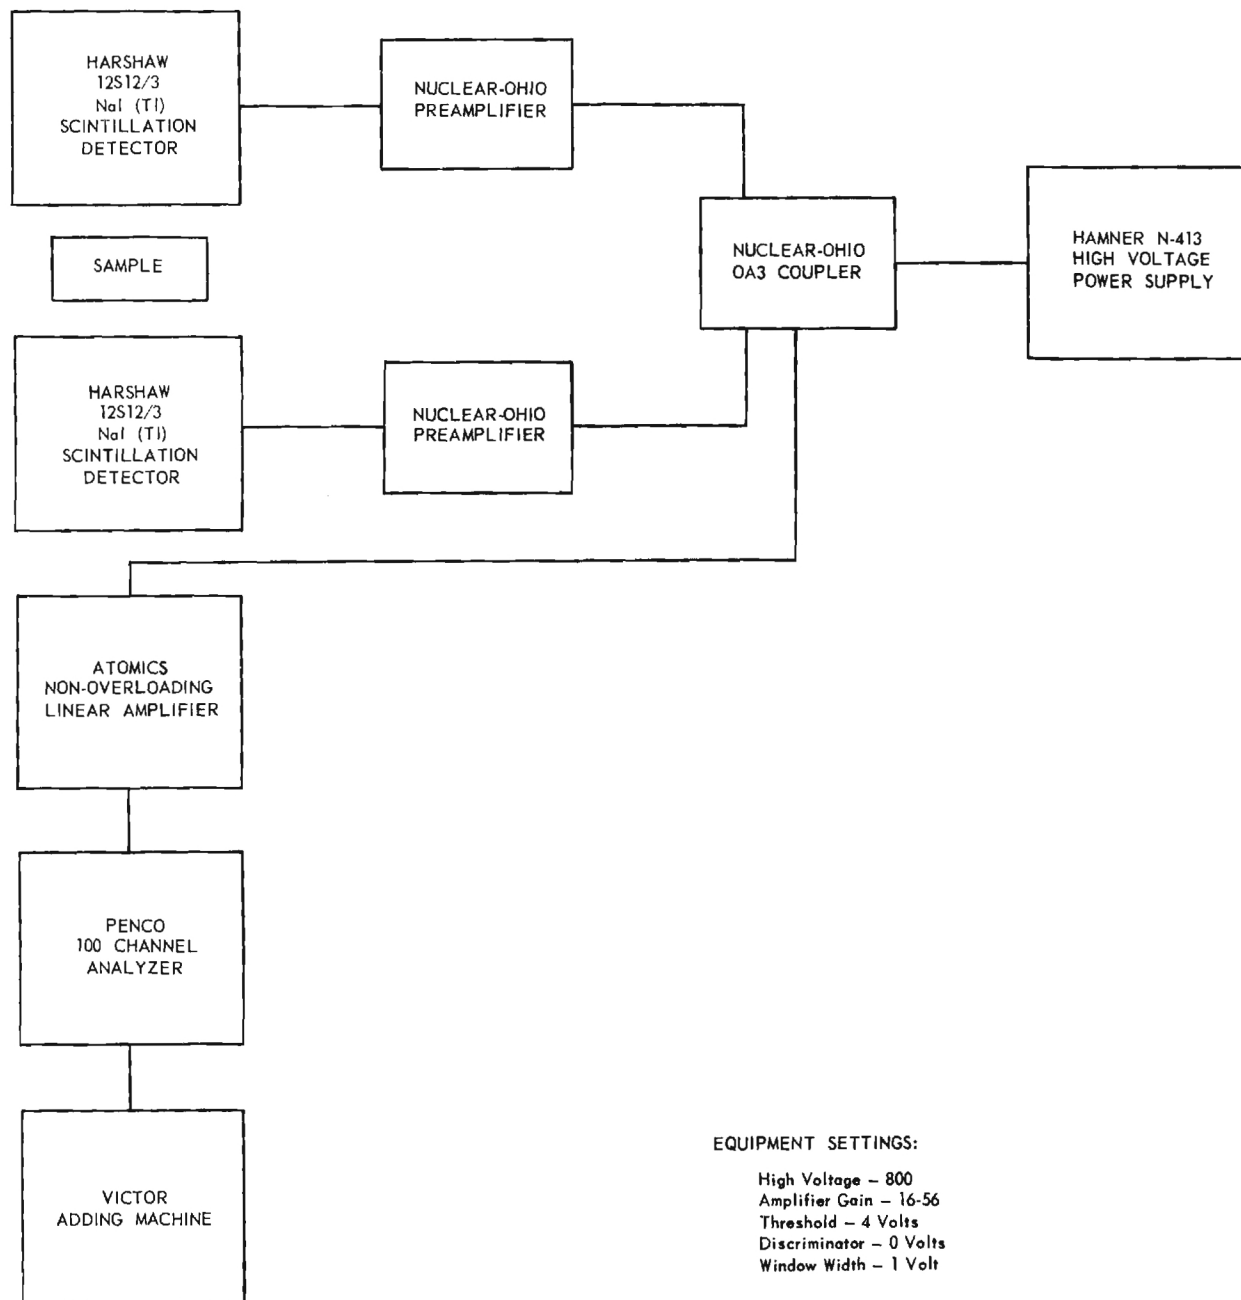 HARSHAW
12S12/3
NaI (Tl)
SCINTILLATION
DETECTOR
NUCLEAR-OHIO
PREAMPLIFIER
SAMPLE
NUCLEAR-OHIO
OA3 COUPLER
HAMNER N-413
HIGH VOLTAGE
POWER SUPPLY
HARSHAW
12S12/3
NaI (Tl)
SCINTILLATION
DETECTOR
NUCLEAR-OHIO
PREAMPLIFIER
ATOMICS
NON-OVERLOADING
LINEAR AMPLIFIER
PENCO
100 CHANNEL
ANALYZER
VICTOR
ADDING MACHINE
EQUIPMENT SETTINGS:
High Voltage – 800
Amplifier Gain – 16-56
Threshold – 4 Volts
Discriminator – 0 Volts
Window Width – 1 Volt